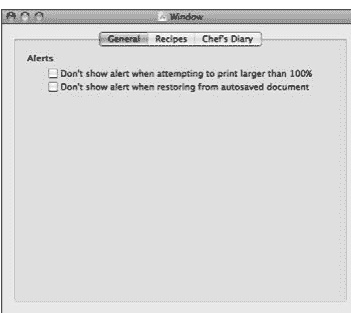 Window
General Recipes Chef's Diary
Alerts
Don't show alert when attempting to print larger than 100%
Don't show alert when restoring from autosaved document